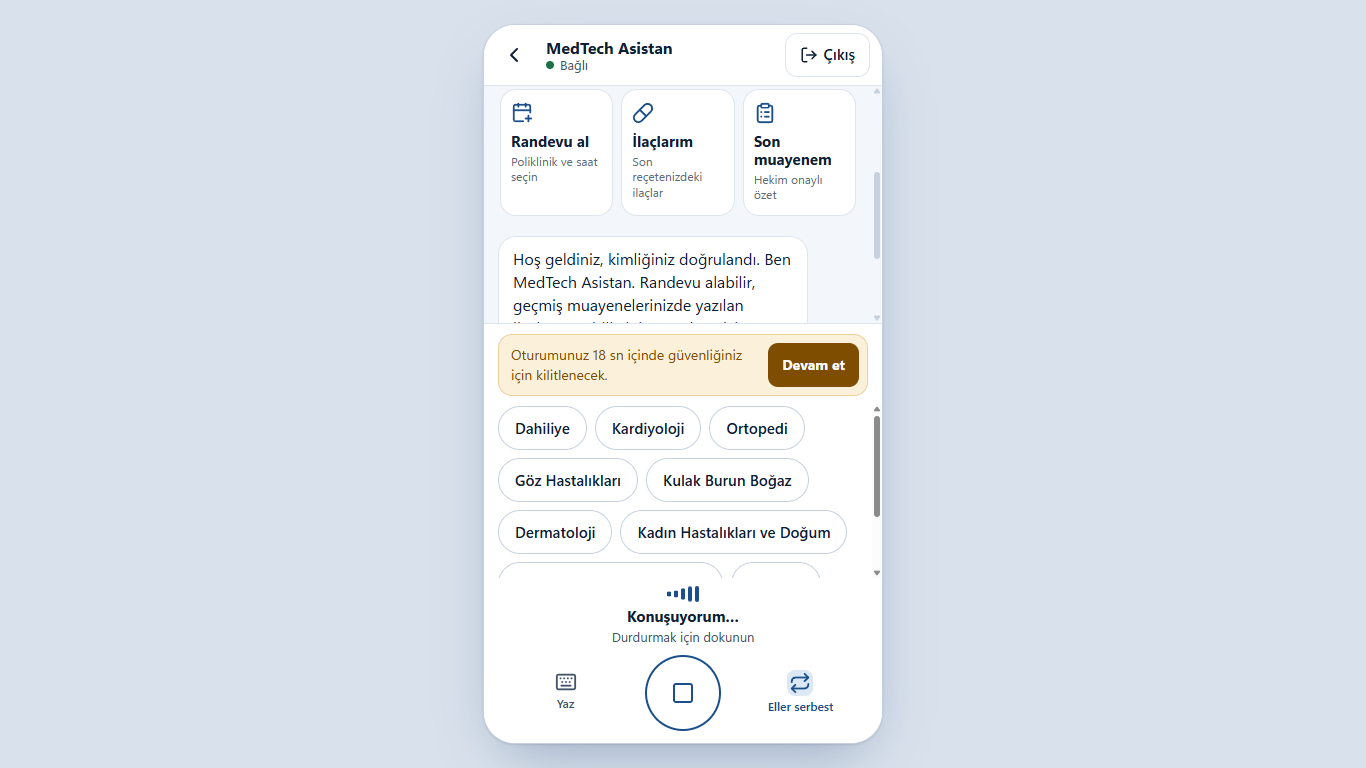 MedTech Asistan
Bağlı
Çıkış
Randevu al
Poliklinik ve saat
seçin
İlaçlarım
Son
reçetenizdeki
ilaçlar
Son
muayenem
Hekim onaylı
özet
Hoş geldiniz, kimliğiniz doğrulandı. Ben
MedTech Asistan. Randevu alabilir,
geçmiş muayenelerinizde yazılan
Oturumunuz 18 sn içinde güvenliğiniz
için kilitlenecek.
Devam et
Dahiliye
Kardiyoloji
Ortopedi
Göz Hastalıkları
Kulak Burun Boğaz
Dermatoloji
Kadın Hastalıkları ve Doğum
Konuşuyorum...
Durdurmak için dokunun
Yaz
Eller serbest